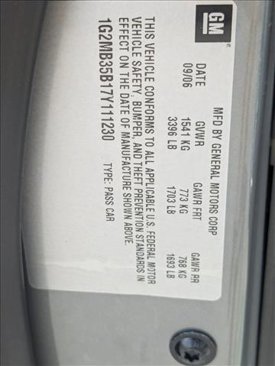 GM
MFD BY GENERAL MOTORS CORP
DATE GVWR GAWR FRT GAWR RR
09/06 1541 KG 773 KG 768 KG
3396 LB 1703 LB 1693 LB
THIS VEHICLE CONFORMS TO ALL APPLICABLE U.S. FEDERAL MOTOR
VEHICLE SAFETY, BUMPER, AND THEFT PREVENTION STANDARDS IN
EFFECT ON THE DATE OF MANUFACTURE SHOWN ABOVE.
1G2MB35B17Y111230 TYPE: PASS CAR